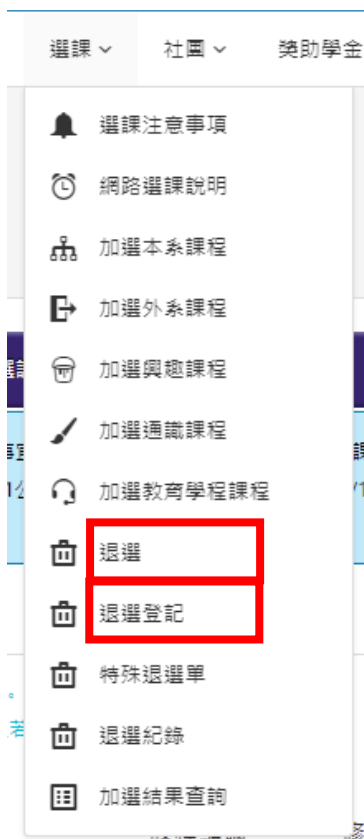 選課 社團 獎助學金
選課注意事項
網路選課說明
加選本系課程
加選外系課程
加選興趣課程
加選通識課程
加選教育學程課程
退選
退選登記
特殊退選單
退選紀錄
加選結果查詢